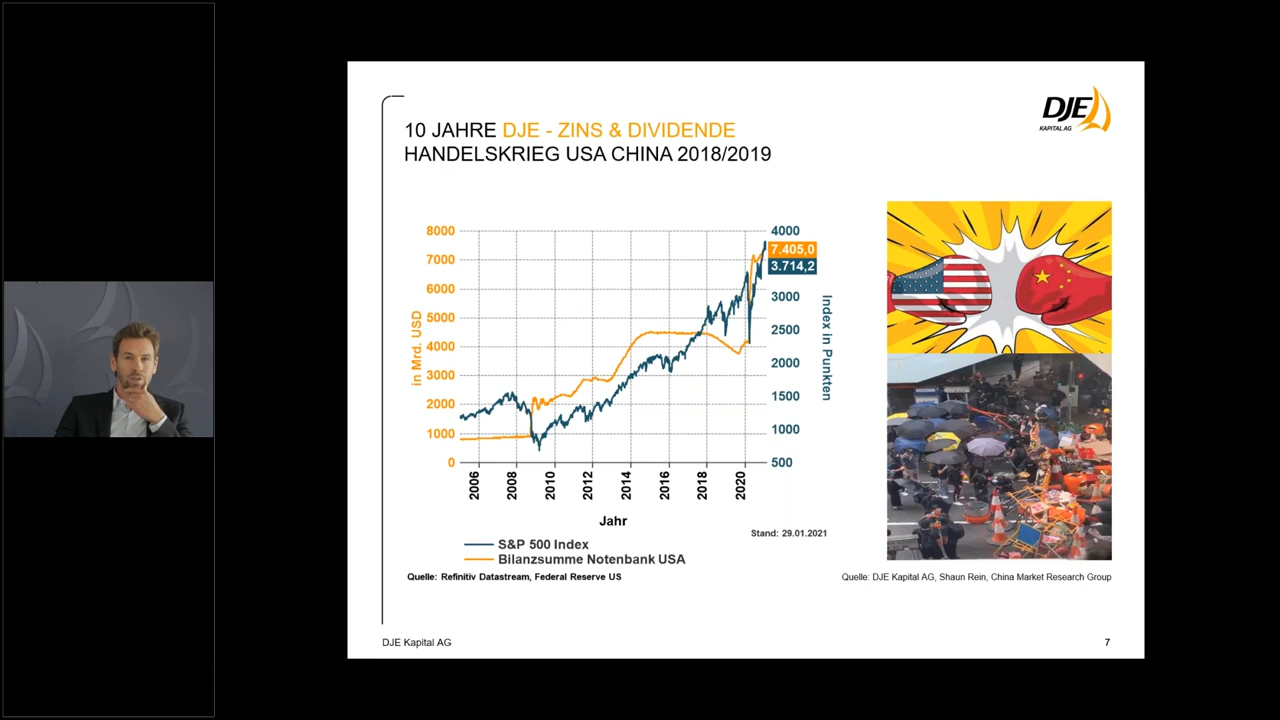 DJE
KAPITAL AG
10 JAHRE DJE - ZINS & DIVIDENDE
HANDELSKRIEG USA CHINA 2018/2019
8000
7000
6000
5000
4000
3000
2000
1000
0
in Mrd. USD
4000
7.405,0
3.714,2
3000
2500
2000
1500
1000
500
Index in Punkten
2006
2008
2010
2012
2014
2016
2018
2020
Jahr
Stand: 29.01.2021
S&P 500 Index
Bilanzsumme Notenbank USA
Quelle: Refinitiv Datastream, Federal Reserve US
Quelle: DJE Kapital AG, Shaun Rein, China Market Research Group
DJE Kapital AG
7